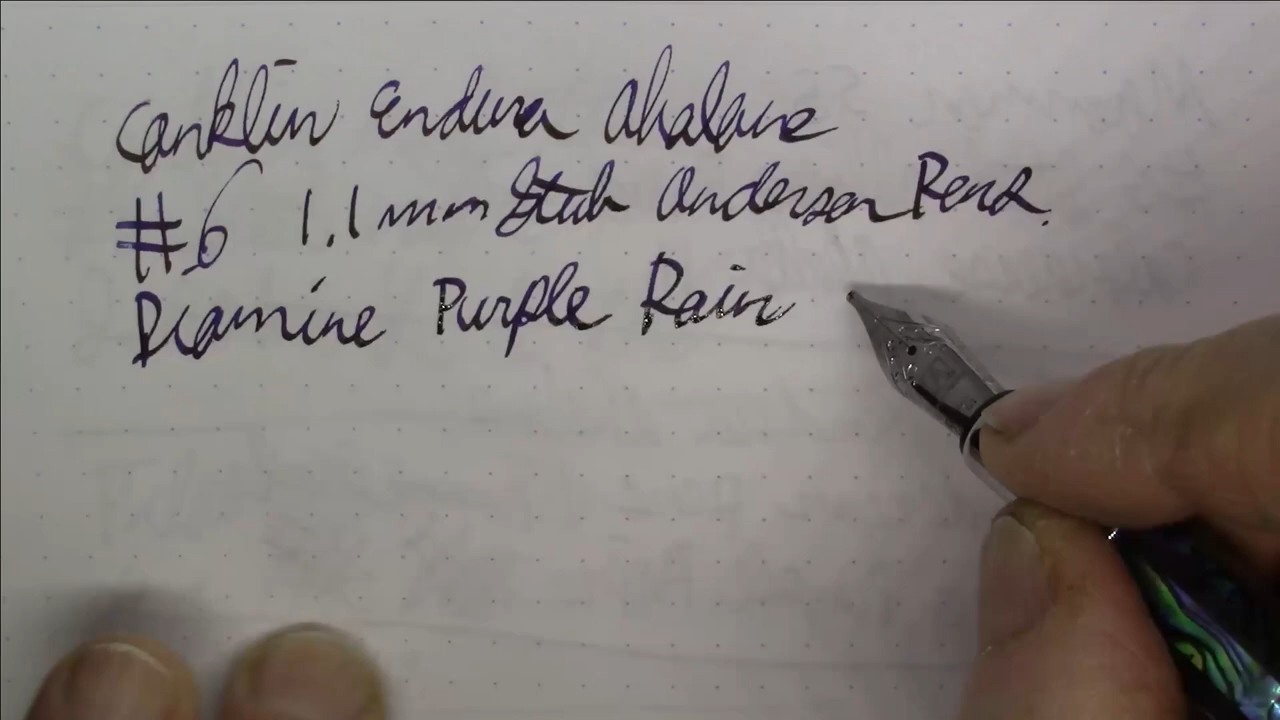 Conklin Endura Abalone
#6 1.1mm Stub Anderson Pens
Diamine Purple Rain